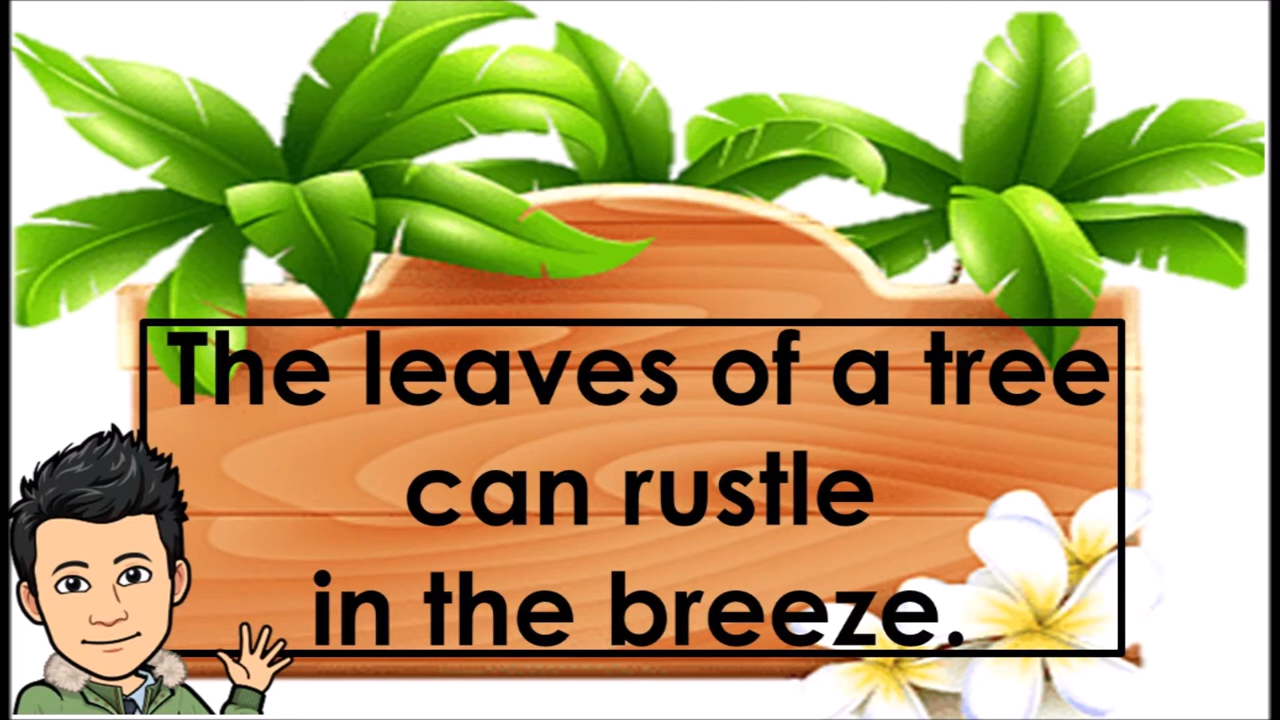 The leaves of a tree
can rustle
in the breeze.